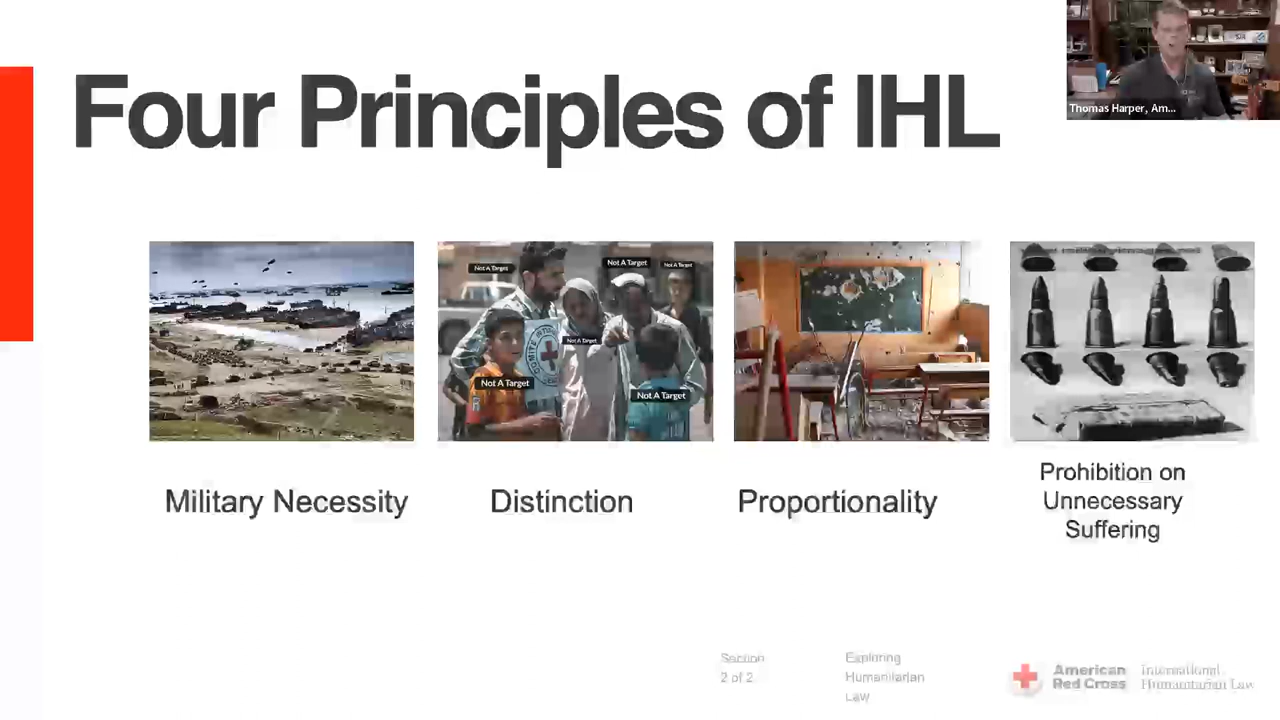 Four Principles of IHL
Thomas Harper, Am...
Not A Target
Not A Target
Not A Target
Not A Target
Not A Target
Not A Target
Military Necessity
Distinction
Proportionality
Prohibition on
Unnecessary
Suffering
Section
2 of 2
Exploring
Humanitarian
Law
American
Red Cross
International
Humanitarian Law